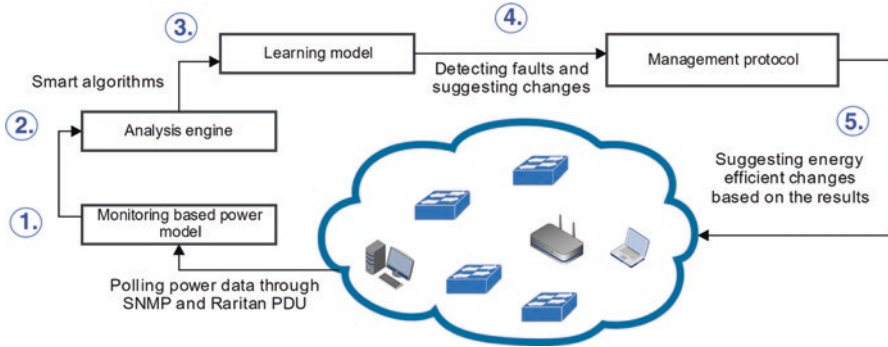 3.
4.
Learning model
Management protocol
Smart algorithms
Detecting faults and
suggesting changes
2.
Analysis engine
5.
Suggesting energy
efficient changes
based on the results
1.
Monitoring based power
model
Polling power data through
SNMP and Raritan PDU